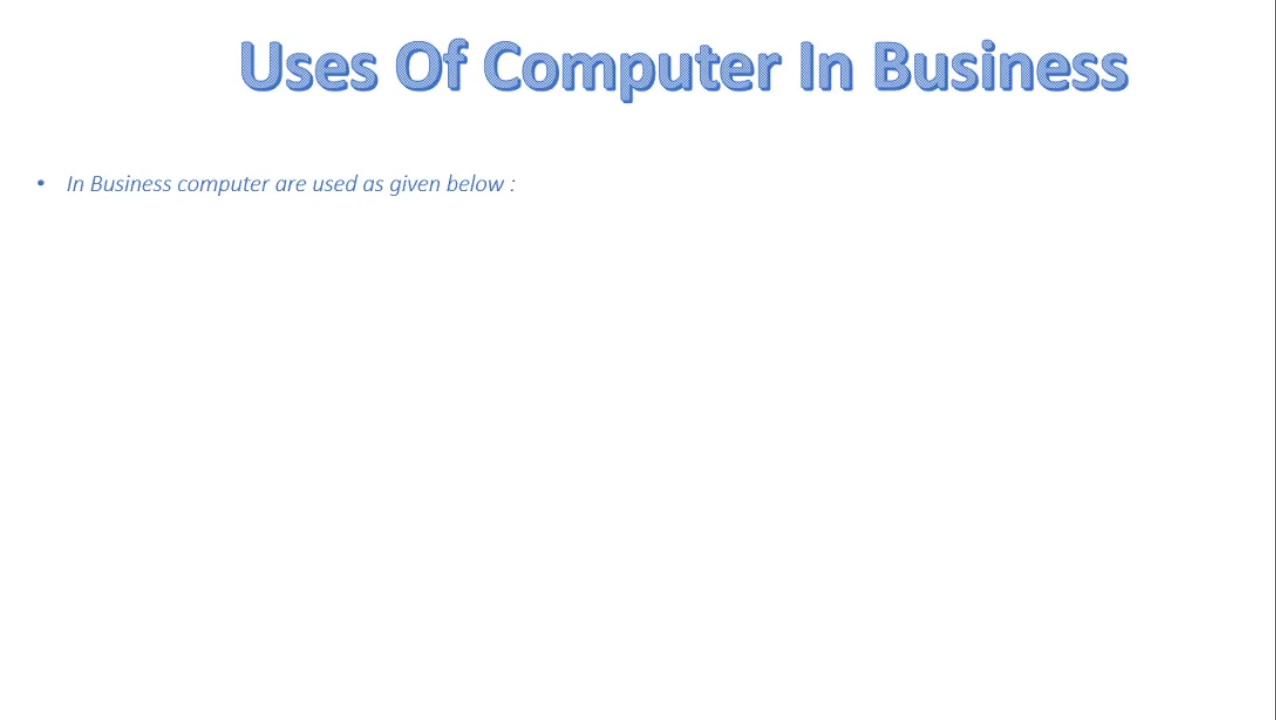 Uses Of Computer In Business
• In Business computer are used as given below :